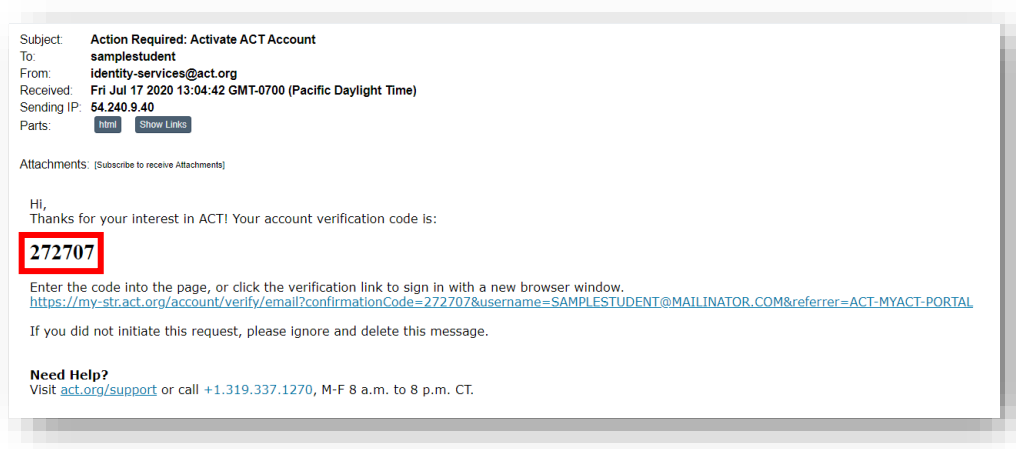 Subject: Action Required: Activate ACT Account
To: samplestudent
From: identity-services@act.org
Received: Fri Jul 17 2020 13:04:42 GMT-0700 (Pacific Daylight Time)
Sending IP: 54.240.9.40
Parts: html Show Links
Attachments: [Subscribe to receive Attachments]
Hi,
Thanks for your interest in ACT! Your account verification code is:
272707
Enter the code into the page, or click the verification link to sign in with a new browser window.
https://my-str.act.org/account/verify/email?confirmationCode=272707&username=SAMPLESTUDENT@MAILINATOR.COM&referrer=ACT-MYACT-PORTAL
If you did not initiate this request, please ignore and delete this message.
Need Help?
Visit act.org/support or call +1.319.337.1270, M-F 8 a.m. to 8 p.m. CT.